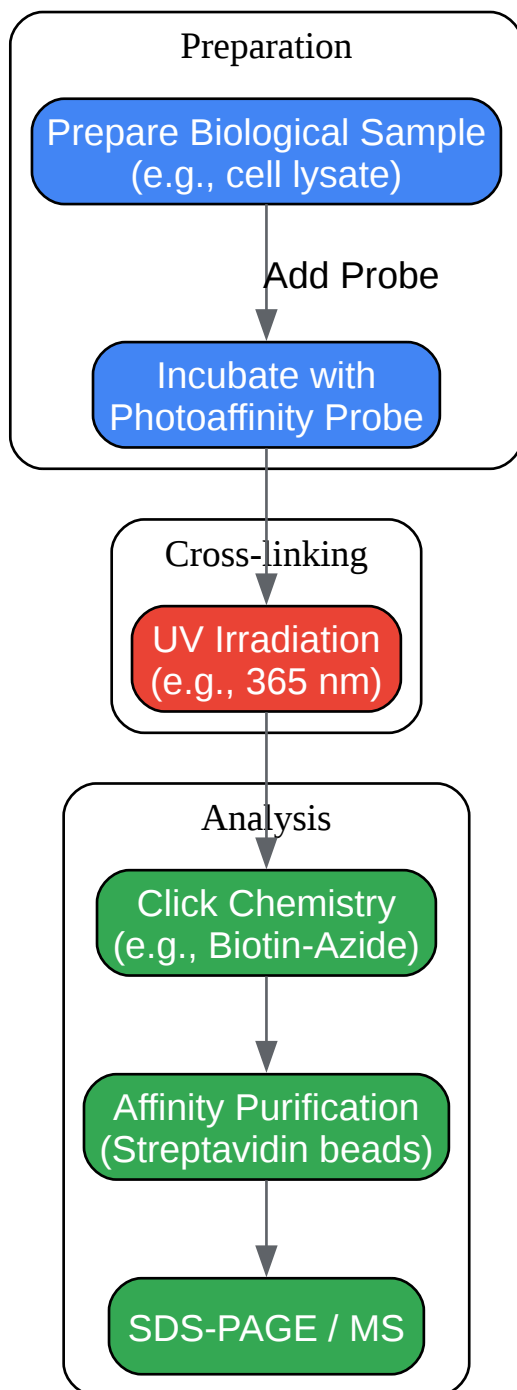 Preparation
Prepare Biological Sample
(e.g., cell lysate)
Add Probe
Incubate with
Photoaffinity Probe
Cross-linking
UV Irradiation
(e.g., 365 nm)
Analysis
Click Chemistry
(e.g., Biotin-Azide)
Affinity Purification
(Streptavidin beads)
SDS-PAGE / MS